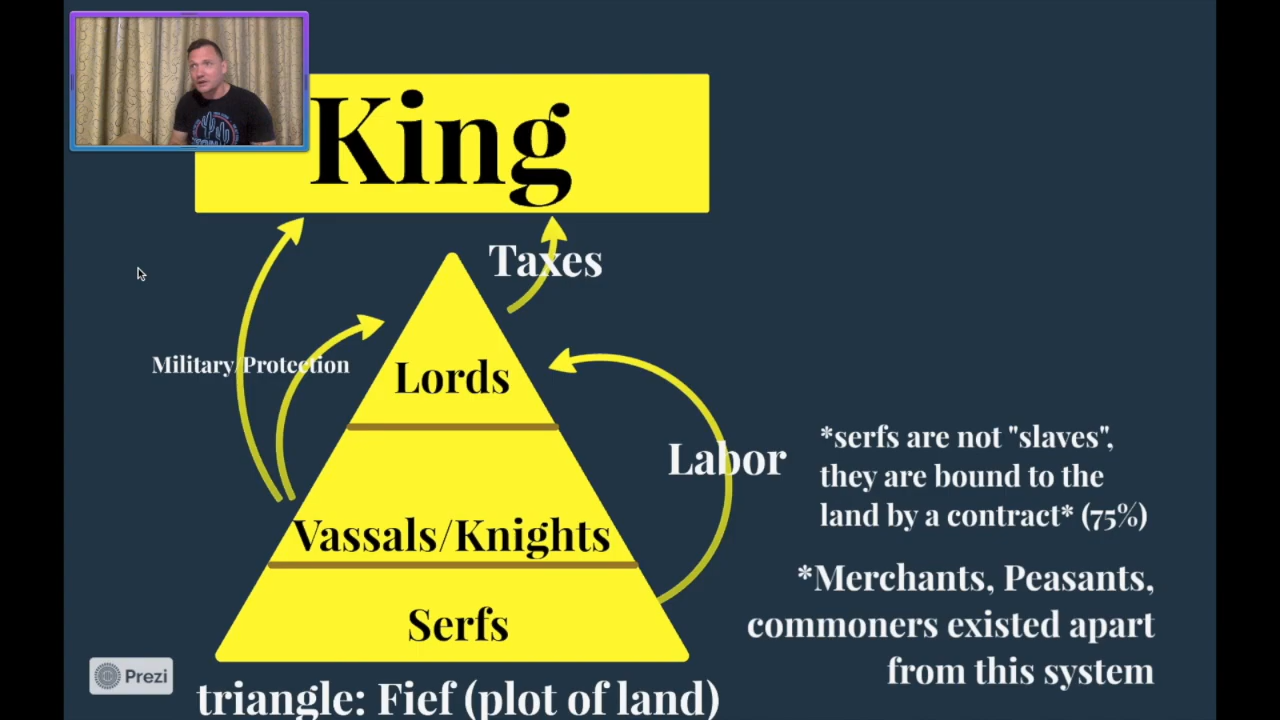 King
Taxes
Military/Protection
Lords
Labor
*serfs are not "slaves",
they are bound to the
land by a contract* (75%)
Vassals/Knights
*Merchants, Peasants,
commoners existed apart
from this system
Serfs
Prezi
triangle: Fief (plot of land)